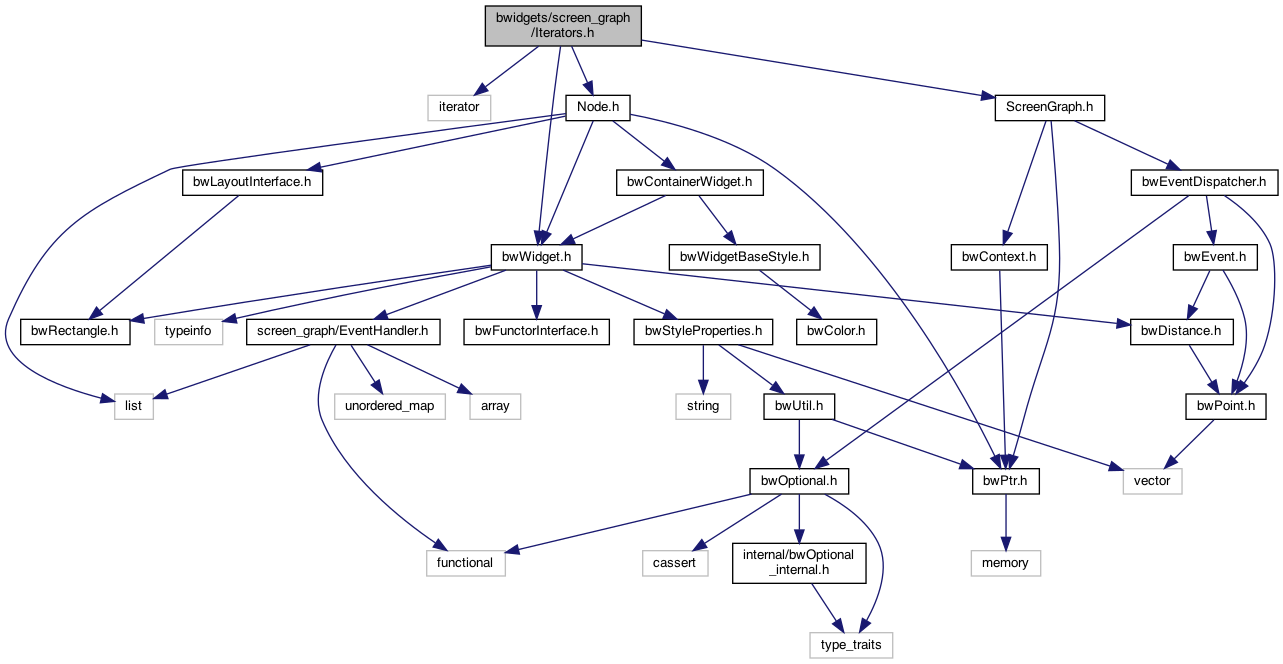 bwidgets/screen_graph
/Iterators.h
iterator
Node.h
ScreenGraph.h
bwLayoutInterface.h
bwContainerWidget.h
bwEventDispatcher.h
bwWidget.h
bwWidgetBaseStyle.h
bwContext.h
bwEvent.h
bwRectangle.h
typeinfo
screen_graph/EventHandler.h
bwFunctorInterface.h
bwStyleProperties.h
bwColor.h
bwDistance.h
list
unordered_map
array
string
bwUtil.h
bwPoint.h
bwOptional.h
bwPtr.h
vector
functional
cassert
internal/bwOptional
_internal.h
memory
type_traits